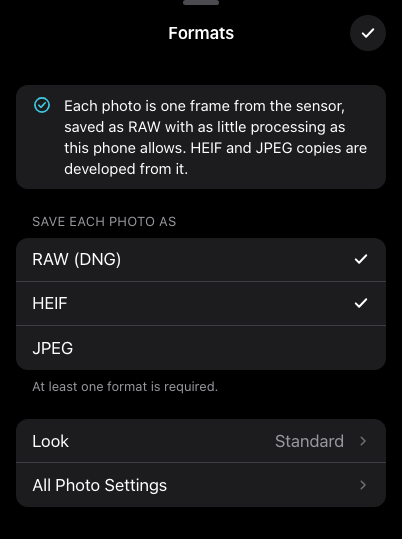 Formats
Each photo is one frame from the sensor,
saved as RAW with as little processing as
this phone allows. HEIF and JPEG copies are
developed from it.
SAVE EACH PHOTO AS
RAW (DNG)
HEIF
JPEG
At least one format is required.
Look Standard
All Photo Settings